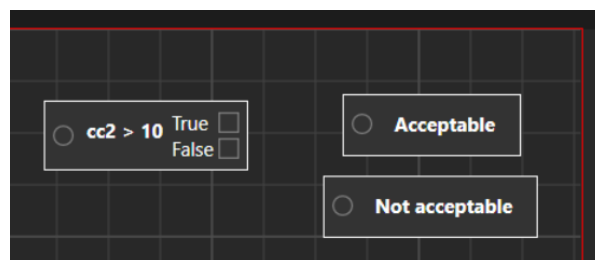 cc2 > 10
True
False
Acceptable
Not acceptable